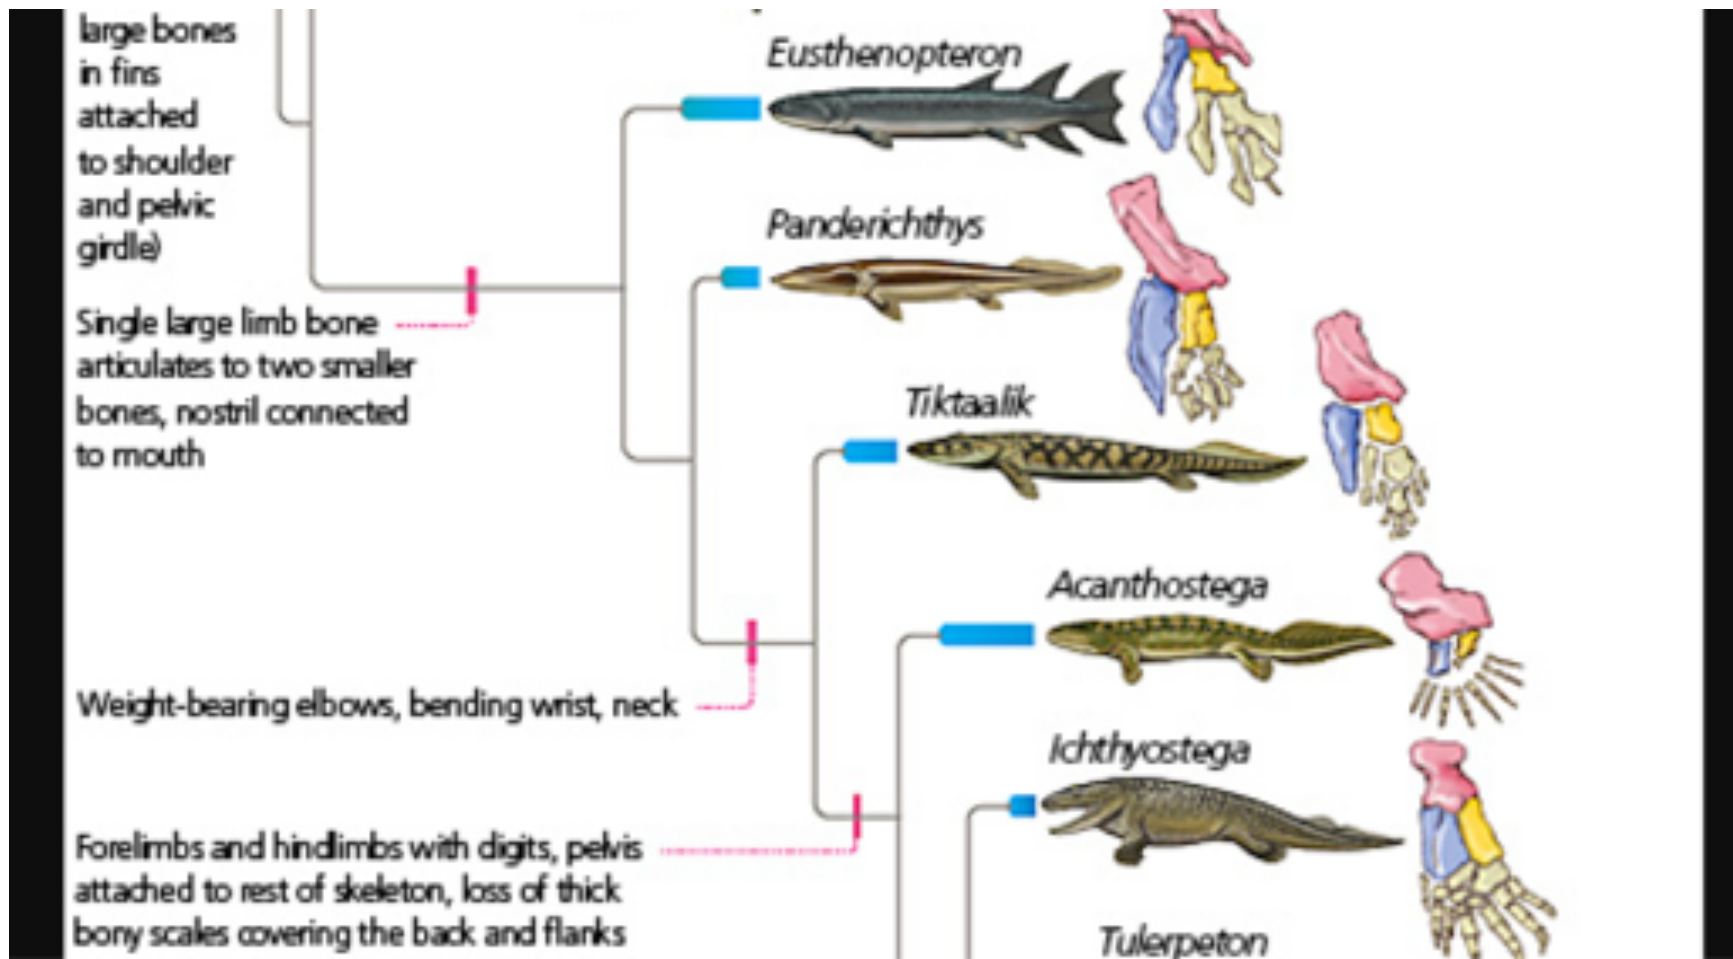 large bones
in fins
attached
to shoulder
and pelvic
girdle)
Eusthenopteron
Panderichthys
Single large limb bone
articulates to two smaller
bones, nostril connected
to mouth
Tiktaalik
Acanthostega
Weight-bearing elbows, bending wrist, neck
Ichthyostega
Forelimbs and hindlimbs with digits, pelvis
attached to rest of skeleton, loss of thick
bony scales covering the back and flanks
Tulerpeton